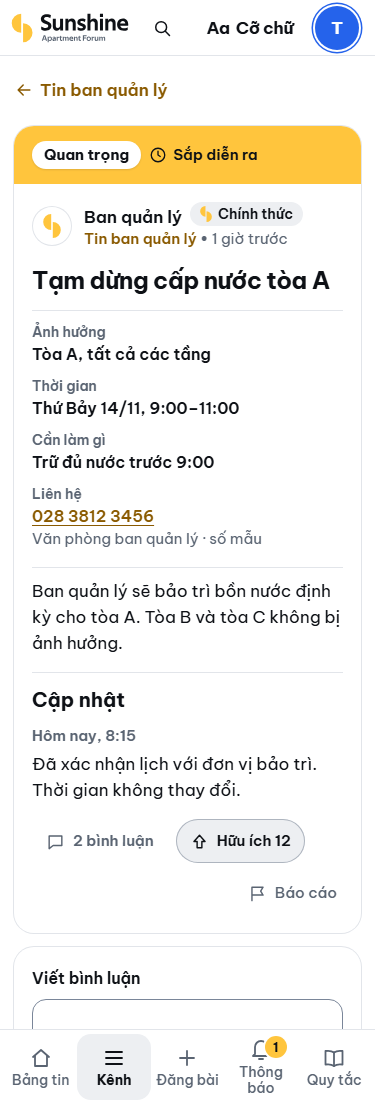 Sunshine
Apartment Forum
Aa Cỡ chữ
T
← Tin ban quản lý
Quan trọng
Sắp diễn ra
Ban quản lý
Chính thức
Tin ban quản lý • 1 giờ trước
Tạm dừng cấp nước tòa A
Ảnh hưởng
Tòa A, tất cả các tầng
Thời gian
Thứ Bảy 14/11, 9:00–11:00
Cần làm gì
Trữ đủ nước trước 9:00
Liên hệ
028 3812 3456
Văn phòng ban quản lý · số mẫu
Ban quản lý sẽ bảo trì bồn nước định
kỳ cho tòa A. Tòa B và tòa C không bị
ảnh hưởng.
Cập nhật
Hôm nay, 8:15
Đã xác nhận lịch với đơn vị bảo trì.
Thời gian không thay đổi.
2 bình luận
Hữu ích 12
Báo cáo
Viết bình luận
Bảng tin
Kênh
Đăng bài
1
Thông
báo
Quy tắc